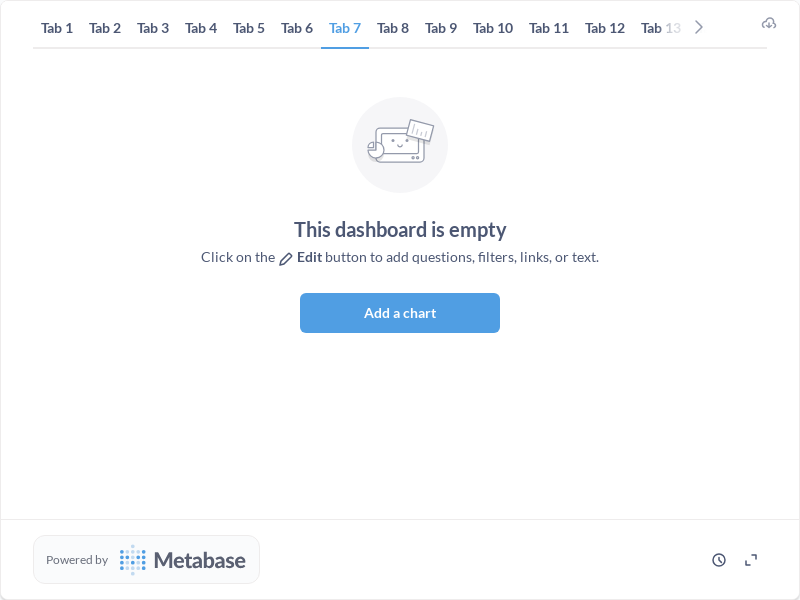 Tab 1 Tab 2 Tab 3 Tab 4 Tab 5 Tab 6 Tab 7 Tab 8 Tab 9 Tab 10 Tab 11 Tab 12 Tab 13
This dashboard is empty
Click on the Edit button to add questions, filters, links, or text.
Add a chart
Powered by Metabase